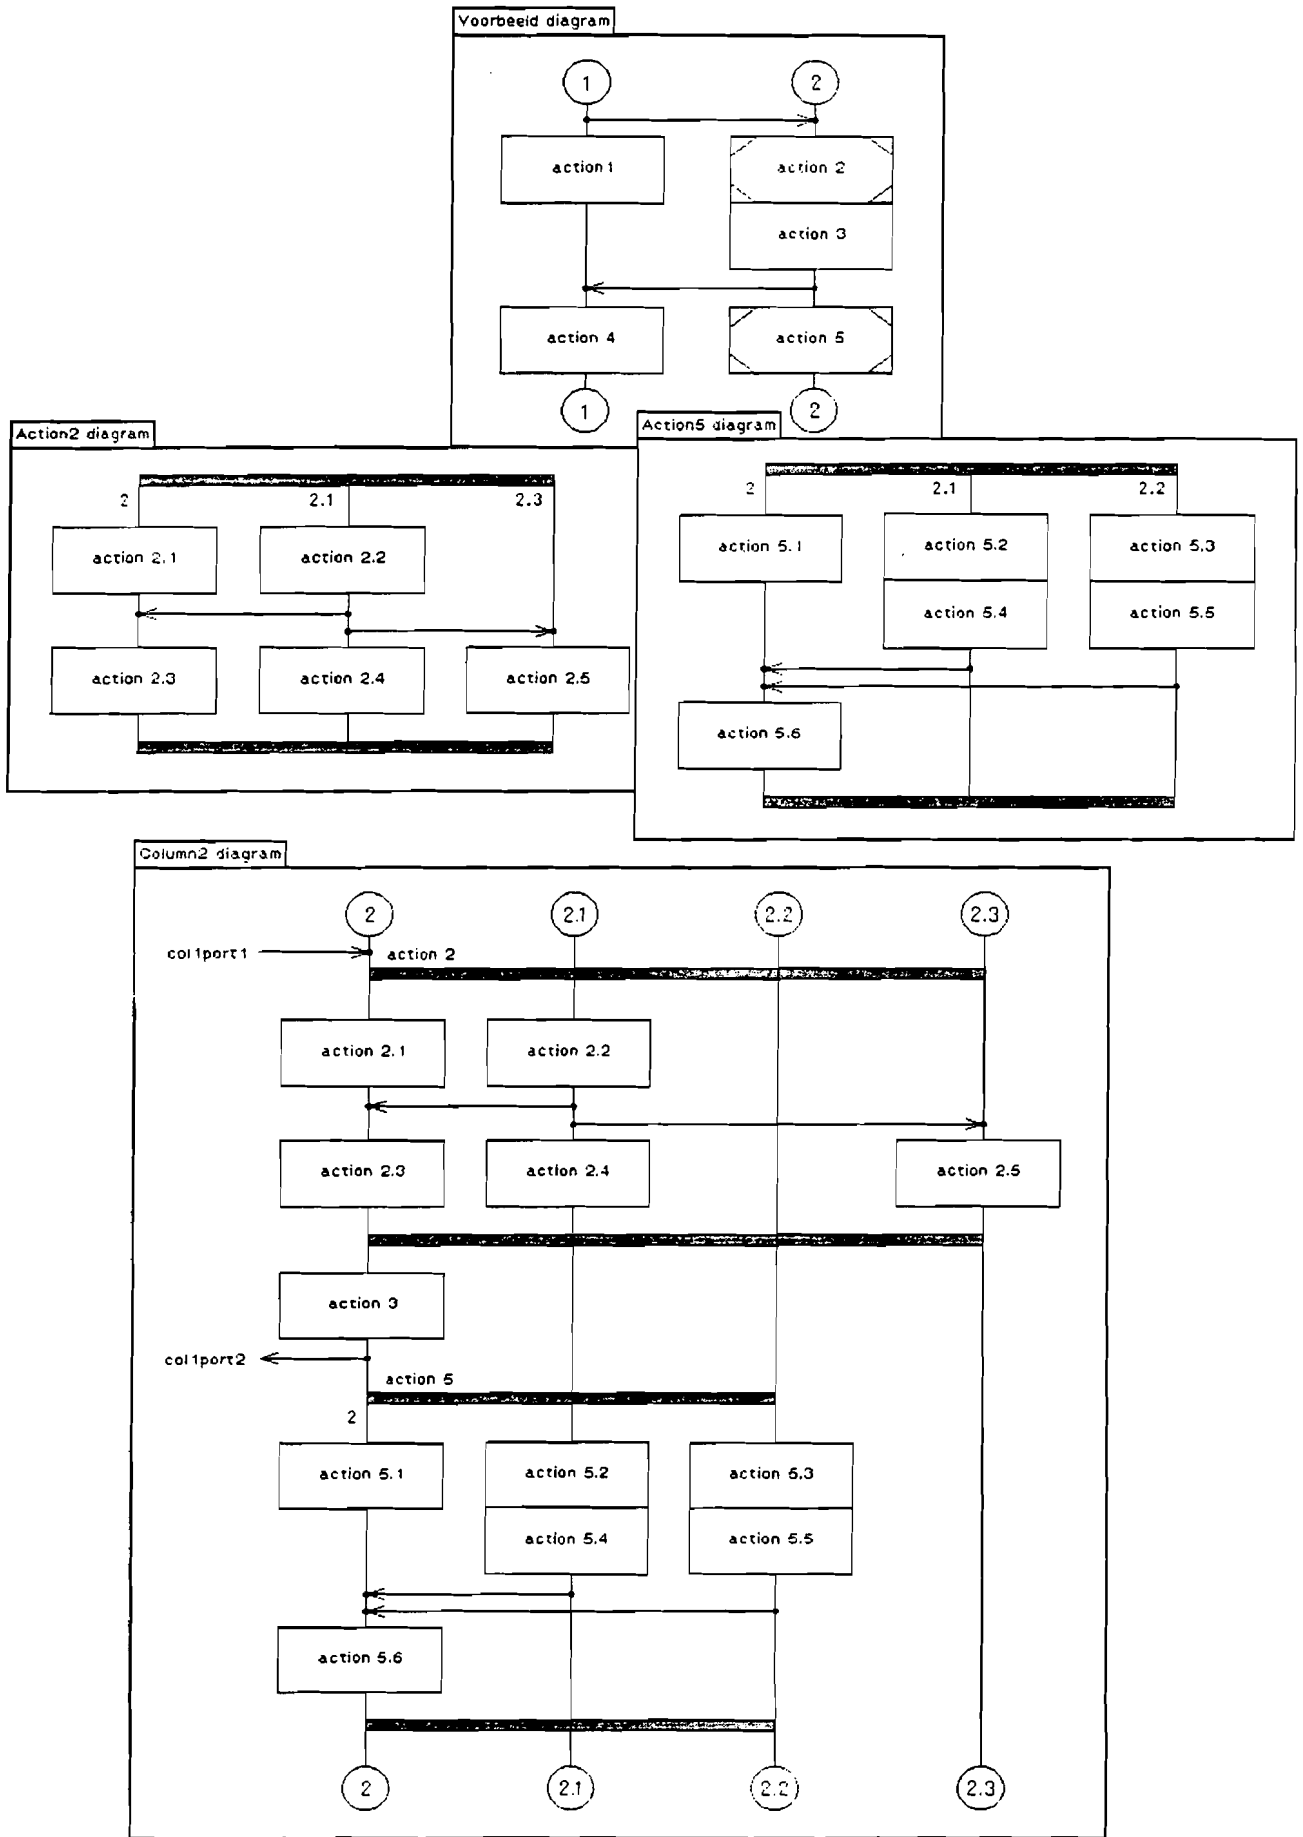 Voorbeeld diagram
1 2
action 1 action 2
action 3
action 4 action 5
1 2
Action2 diagram
2 2.1 2.3
action 2.1 action 2.2
action 2.3 action 2.4 action 2.5
Action5 diagram
2 2.1 2.2
action 5.1 action 5.2 action 5.3
action 5.4 action 5.5
action 5.6
Column2 diagram
2 2.1 2.2 2.3
col1port1 action 2
action 2.1 action 2.2
action 2.3 action 2.4 action 2.5
action 3
col1port2
action 5
2
action 5.1 action 5.2 action 5.3
action 5.4 action 5.5
action 5.6
2 2.1 2.2 2.3